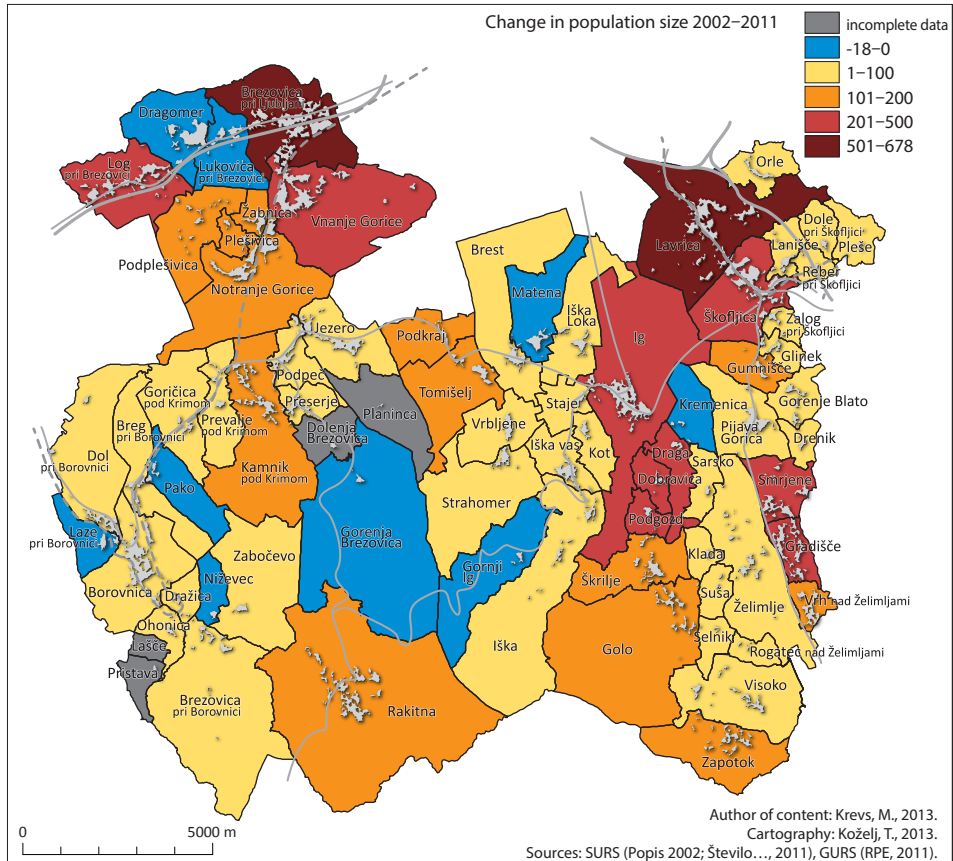 Change in population size 2002–2011
incomplete data
-18–0
1–100
101–200
201–500
501–678
Brezovica
pri Ljubljani
Dragomer
Log
pri Brezovici
Lukovica
pri Brezovici
Orle
Žabnica
Vnanje Gorice
Plešivica
Podplešivica
Notranje Gorice
Lavrica
Dole
pri Škofljici
Lanišče
Pleše
Reber
pri Škofljici
Brest
Matena
Iška
Loka
Ig
Škofljica
Zalog
pri Škofljici
Glinek
Gumnišče
Jezero
Podkraj
Podpeč
Tomišelj
Goričica
pod Krimom
Preserje
Planinca
Staje
Kremenica
Gorenje Blato
Breg
pri Borovnici
Prevalje
pod Krimom
Dolenja
Brezovica
Vrbljene
Pijava
Gorica
Drenik
Dol
pri Borovnici
Kamnik
pod Krimom
Iška vas
Kot
Draga
Sarsko
Pako
Dobravica
Smrjene
Strahomer
Podgozd
Laze
pri Borovnici
Gorenja
Brezovica
Zabočevo
Gornji
Ig
Gradišče
Klada
Škrilje
Niževec
Borovnica
Dražica
Suša
Želimlje
Vrh nad Želimljami
Ohonica
Lašče
Pristava
Iška
Golo
Selnik
Rogatec nad Želimljami
Visoko
Brezovica
pri Borovnici
Rakitna
Zapotok
0 5000 m
Author of content: Krevs, M., 2013.
Cartography: Koželj, T., 2013.
Sources: SURS (Popis 2002; Število…, 2011), GURS (RPE, 2011).